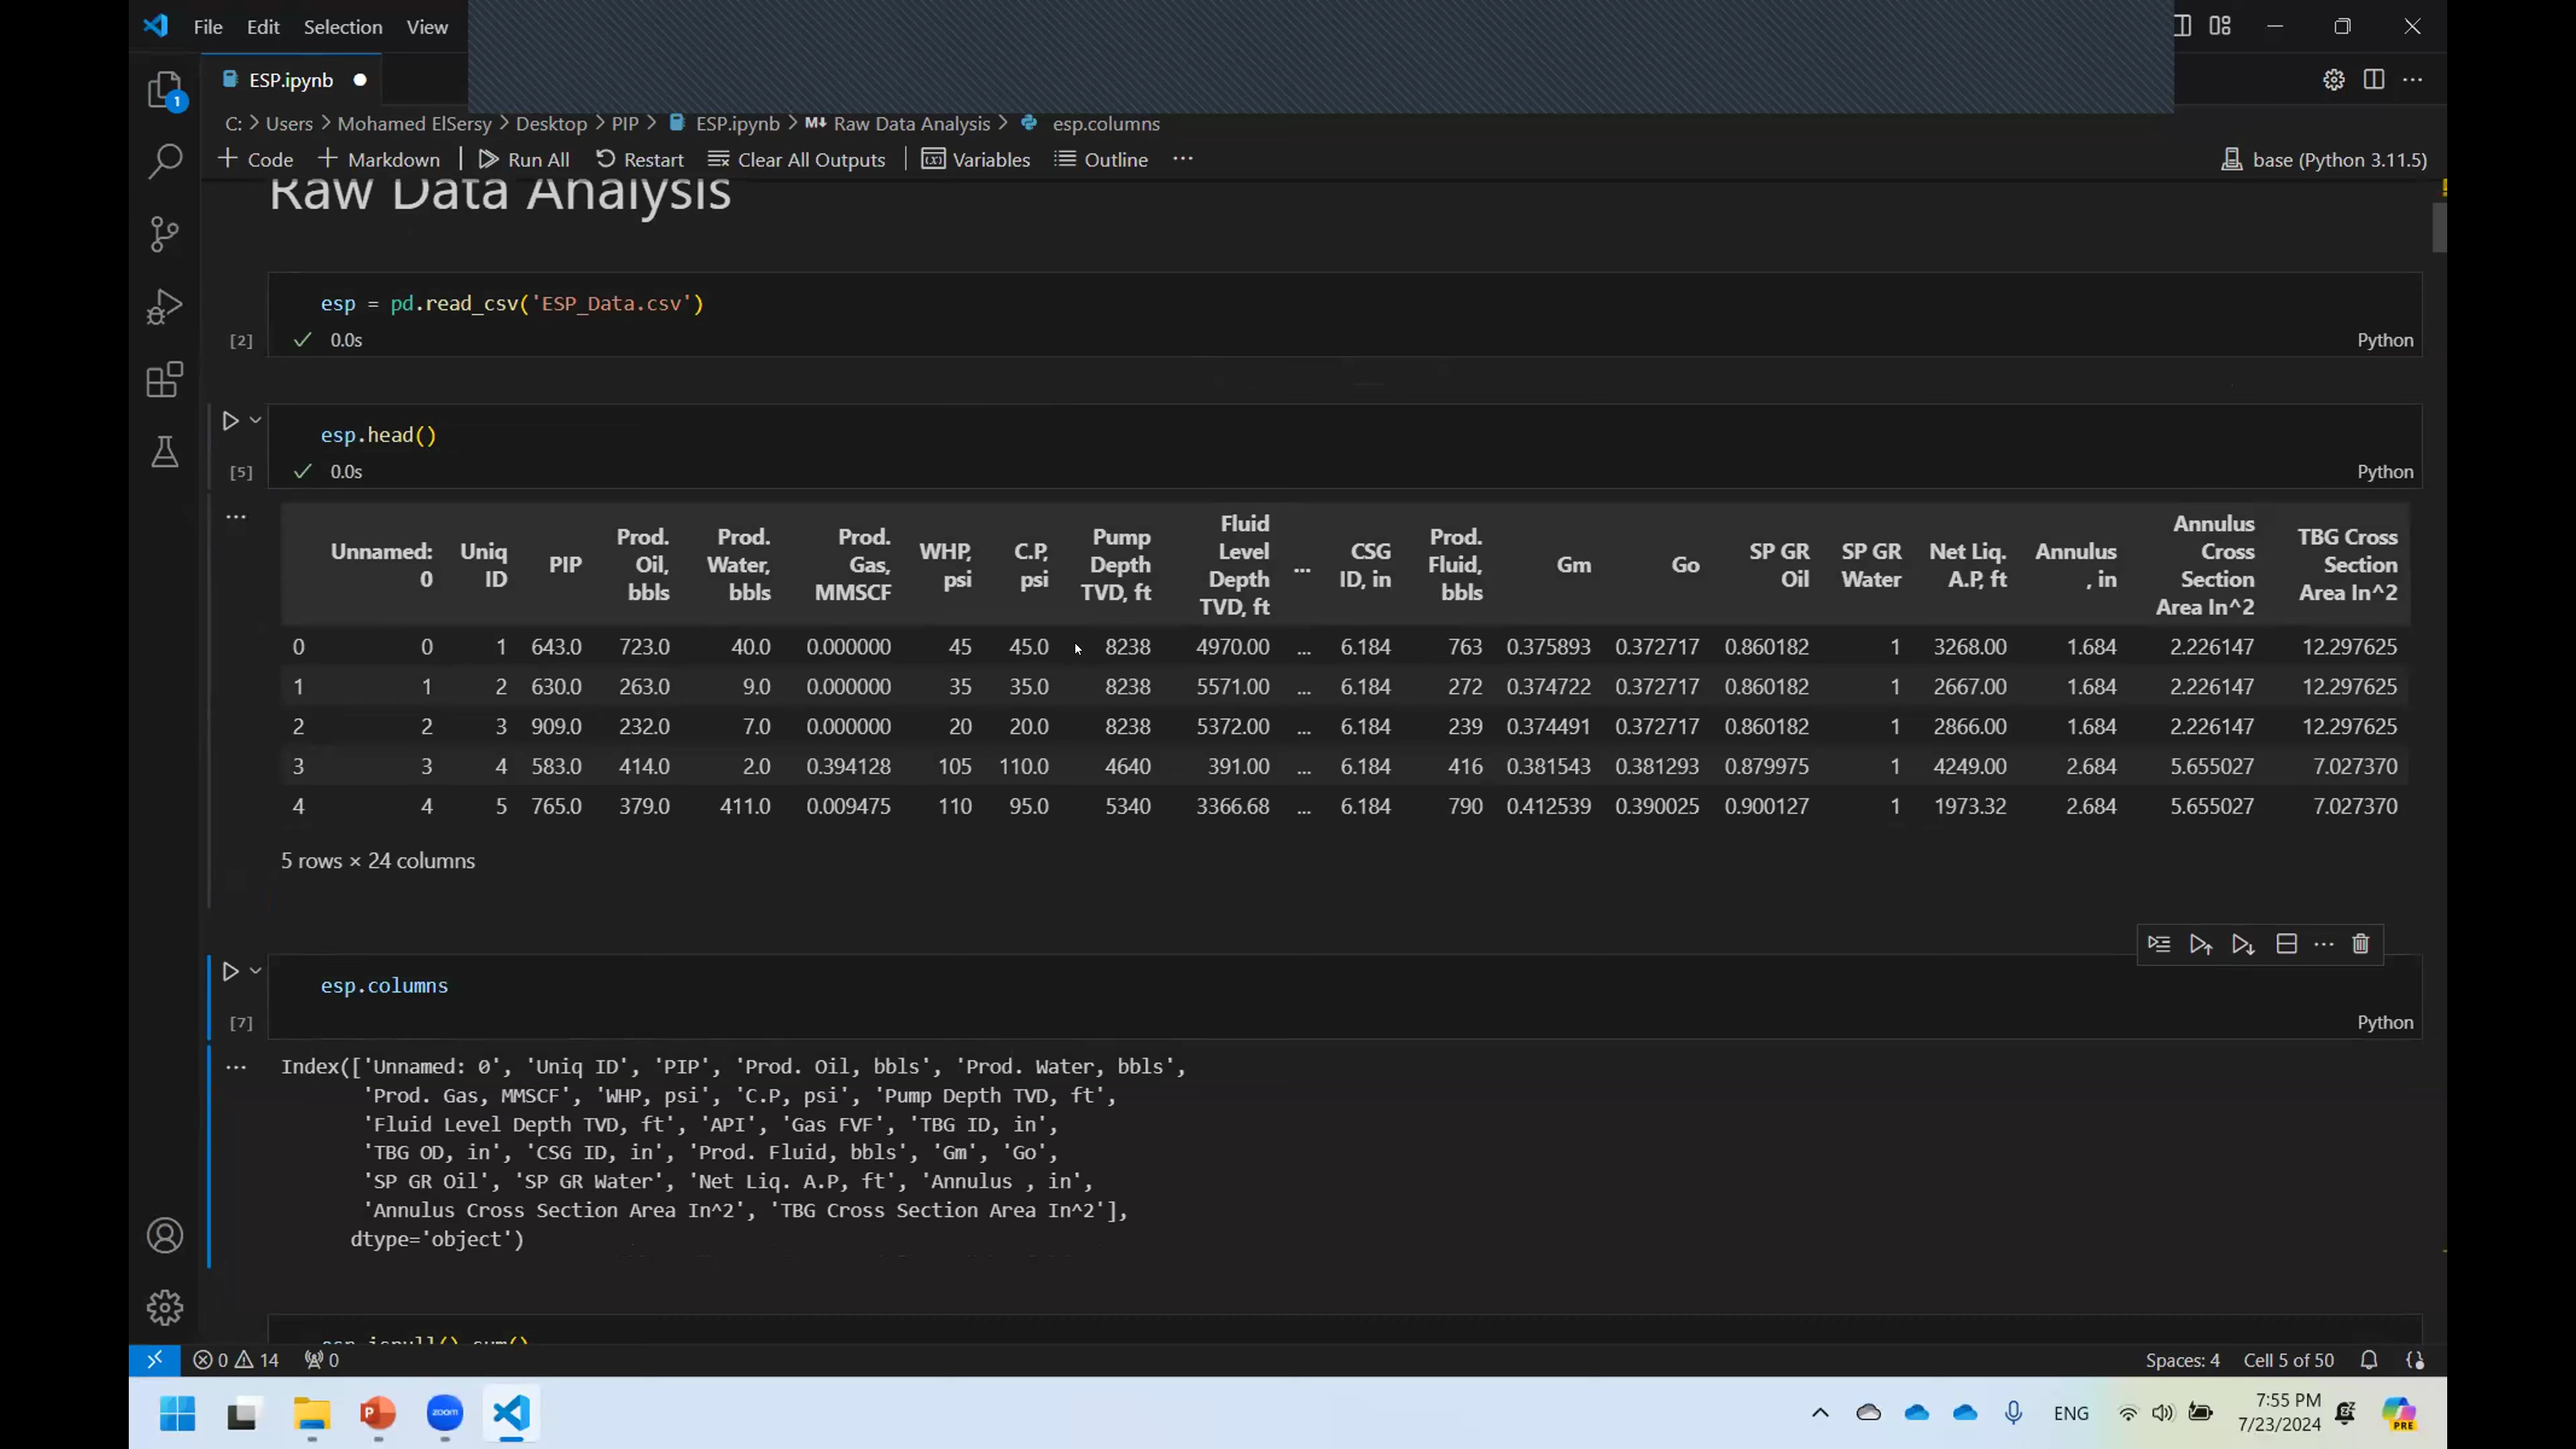 File Edit Selection View
ESP.ipynb
1
C: > Users > Mohamed ElSersy > Desktop > PIP > ESP.ipynb > M↓ Raw Data Analysis > esp.columns
+ Code + Markdown | Run All Restart Clear All Outputs | Variables Outline ...
base (Python 3.11.5)
Raw Data Analysis
esp = pd.read_csv('ESP_Data.csv')
[2] ✓ 0.0s Python
esp.head()
[5] ✓ 0.0s Python
Unnamed: 0 Uniq ID PIP Prod. Oil, bbls Prod. Water, bbls Prod. Gas, MMSCF WHP, psi C.P, psi Pump Depth TVD, ft Fluid Level Depth TVD, ft ... CSG ID, in Prod. Fluid, bbls Gm Go SP GR Oil SP GR Water Net Liq. A.P, ft Annulus , in Annulus Cross Section Area In^2 TBG Cross Section Area In^2
0 0 1 643.0 723.0 40.0 0.000000 45 45.0 8238 4970.00 ... 6.184 763 0.375893 0.372717 0.860182 1 3268.00 1.684 2.226147 12.297625
1 1 2 630.0 263.0 9.0 0.000000 35 35.0 8238 5571.00 ... 6.184 272 0.374722 0.372717 0.860182 1 2667.00 1.684 2.226147 12.297625
2 2 3 909.0 232.0 7.0 0.000000 20 20.0 8238 5372.00 ... 6.184 239 0.374491 0.372717 0.860182 1 2866.00 1.684 2.226147 12.297625
3 3 4 583.0 414.0 2.0 0.394128 105 110.0 4640 391.00 ... 6.184 416 0.381543 0.381293 0.879975 1 4249.00 2.684 5.655027 7.027370
4 4 5 765.0 379.0 411.0 0.009475 110 95.0 5340 3366.68 ... 6.184 790 0.412539 0.390025 0.900127 1 1973.32 2.684 5.655027 7.027370
5 rows × 24 columns
esp.columns
[7] Python
Index(['Unnamed: 0', 'Uniq ID', 'PIP', 'Prod. Oil, bbls', 'Prod. Water, bbls',
'Prod. Gas, MMSCF', 'WHP, psi', 'C.P, psi', 'Pump Depth TVD, ft',
'Fluid Level Depth TVD, ft', 'API', 'Gas FVF', 'TBG ID, in',
'TBG OD, in', 'CSG ID, in', 'Prod. Fluid, bbls', 'Gm', 'Go',
'SP GR Oil', 'SP GR Water', 'Net Liq. A.P, ft', 'Annulus , in',
'Annulus Cross Section Area In^2', 'TBG Cross Section Area In^2'],
dtype='object')
esp.isnull().sum()
0 14 0 Spaces: 4 Cell 5 of 50
P zoom ENG 7:55 PM
7/23/2024 PRE